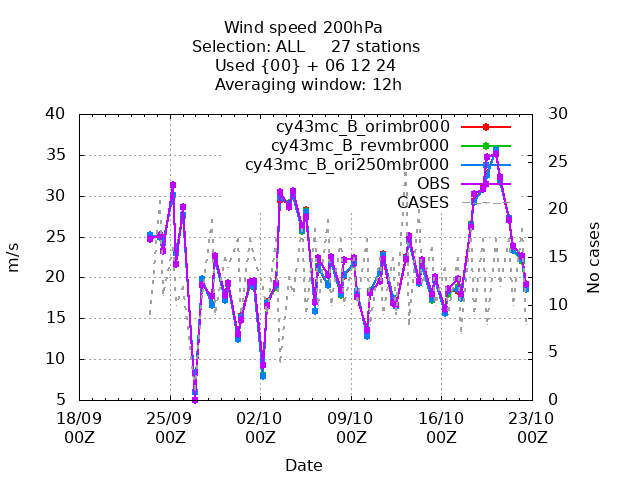 Wind speed 200hPa
Selection: ALL     27 stations
Used {00} + 06 12 24
Averaging window: 12h
40 30
35 25
30 20
25 15
20 10
15 5
10 0
5
m/s
No cases
cy43mc_B_orimbr000
cy43mc_B_revmbr000
cy43mc_B_ori250mbr000
OBS
CASES
18/09 25/09 02/10 09/10 16/10 23/10
00Z 00Z 00Z 00Z 00Z 00Z
Date